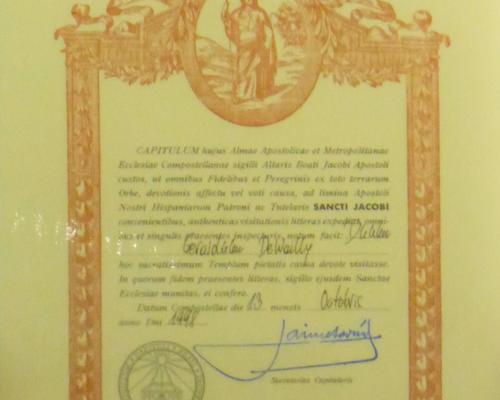 CAPITULUM hujus Almae Apostolicae et Metropolitanae
Ecclesiae Compostellanae sigilli Altaris Beati Jacobi Apostoli
custos, ut omnibus Fidelibus et Peregrinis ex toto terrarum
Orbe, devotionis affectu vel voti causa, ad limina Apostoli
Nostri Hispaniarum Patroni ac Tutelaris SANCTI JACOBI
convenientibus, authenticas visitationis litteras expediat, omni-
bus et singulis praesentes inspecturis, notum facit:
DeWailly
hoc sacratissimum Templum pietatis causa devote visitasse.
In quorum fidem praesentes litteras, sigillo ejusdem Sanctae
Ecclesiae munitas, ei confero.
Datum Compostellae die 13 mensis Octobris
anno Dni 1998
Secretarius Capitularis